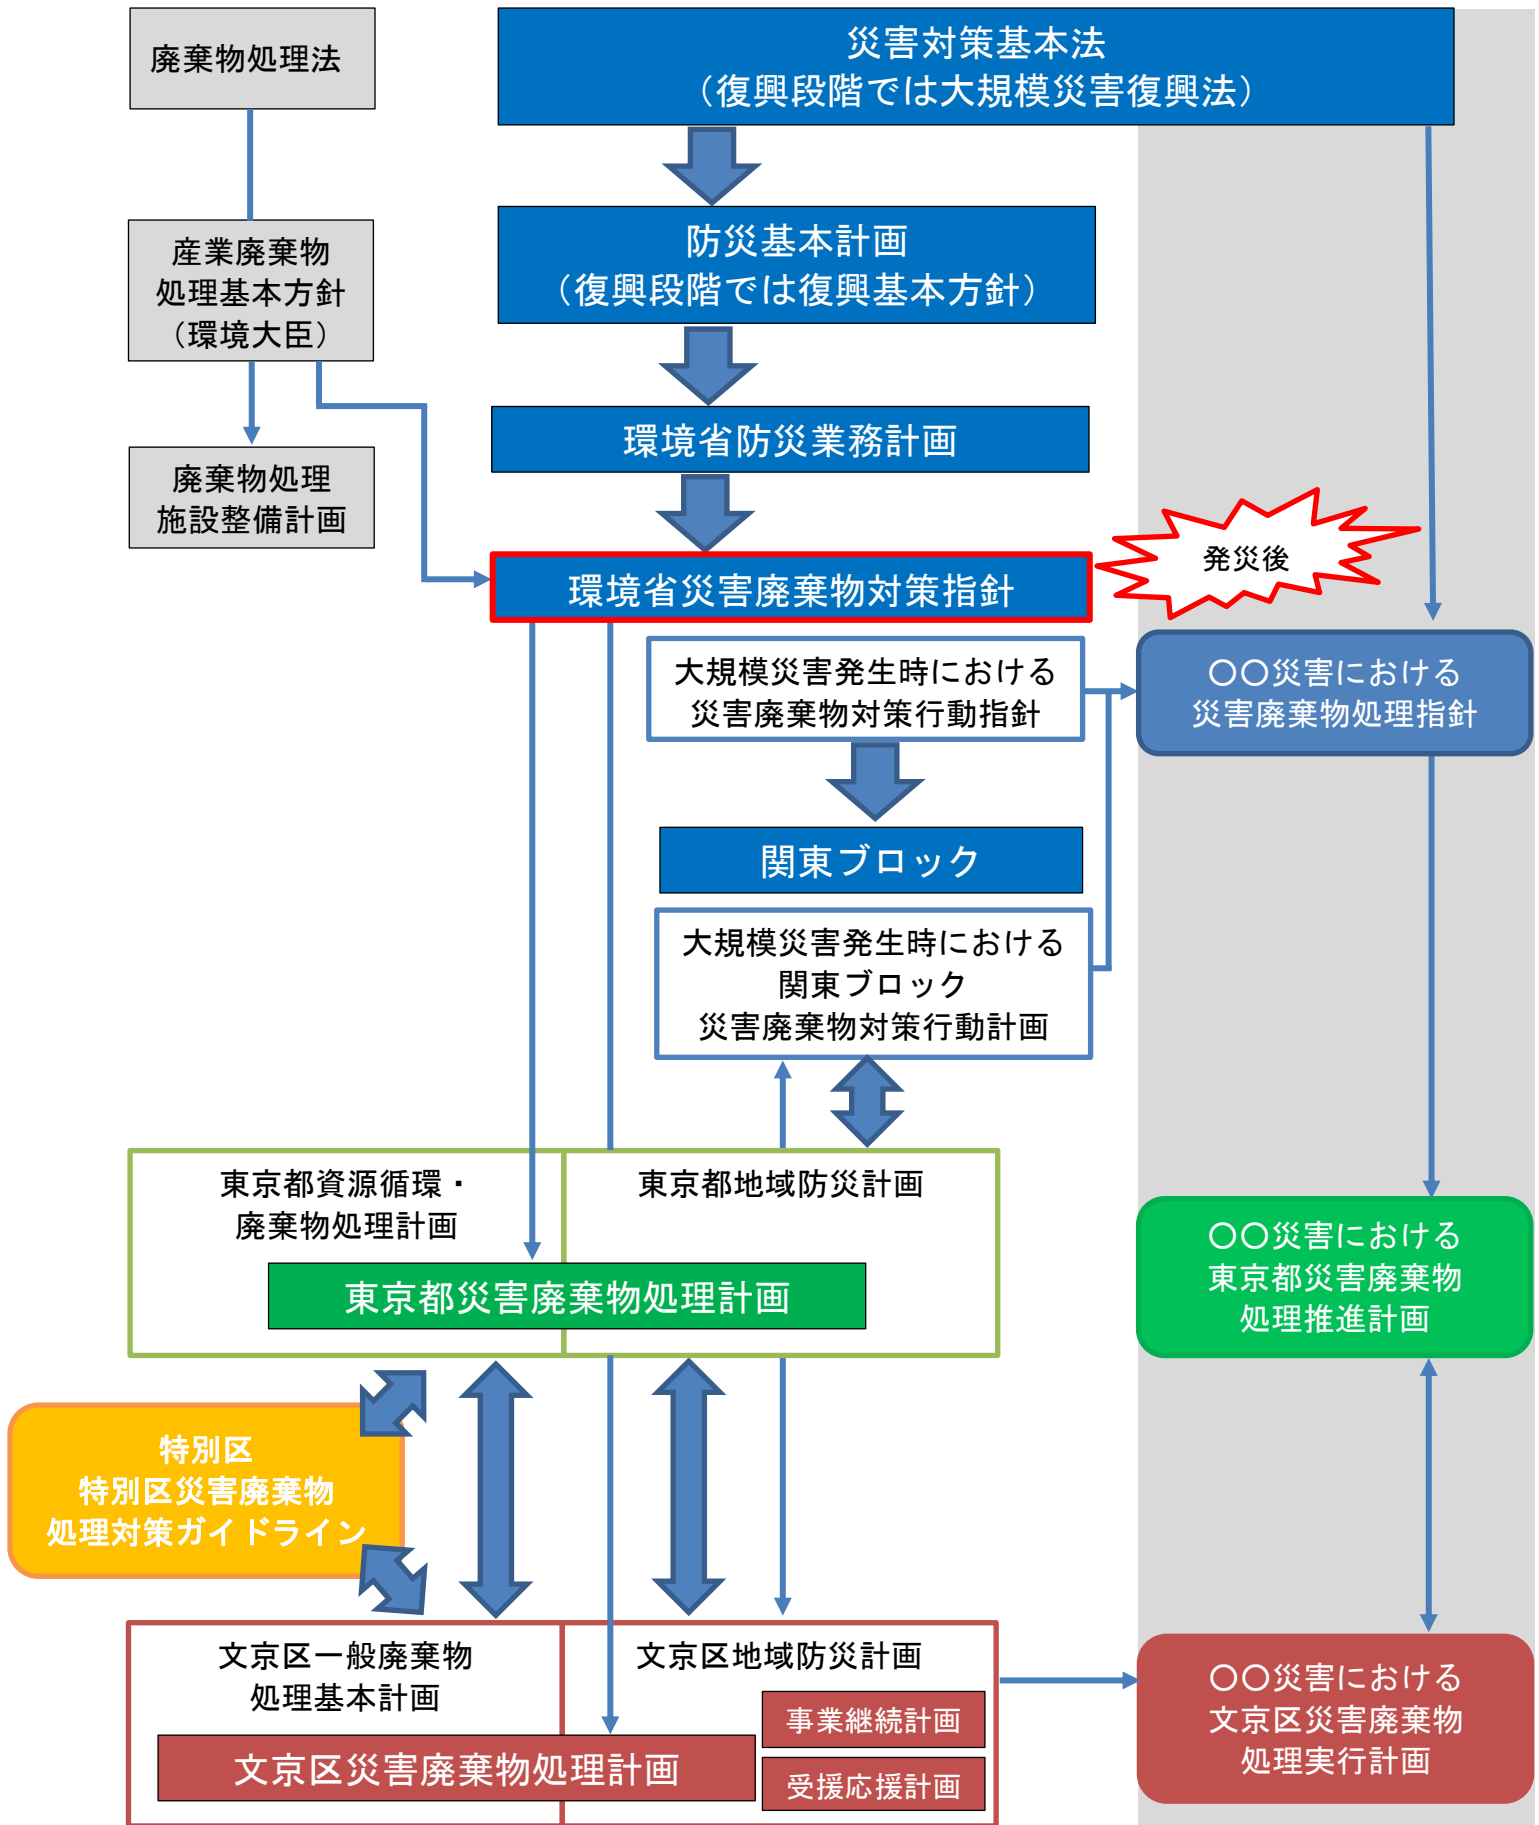 廃棄物処理法
災害対策基本法
（復興段階では大規模災害復興法）
産業廃棄物
処理基本方針
（環境大臣）
防災基本計画
（復興段階では復興基本方針）
環境省防災業務計画
廃棄物処理
施設整備計画
環境省災害廃棄物対策指針
発災後
大規模災害発生時における
災害廃棄物対策行動指針
〇〇災害における
災害廃棄物処理指針
関東ブロック
大規模災害発生時における
関東ブロック
災害廃棄物対策行動計画
東京都資源循環・
廃棄物処理計画
東京都地域防災計画
東京都災害廃棄物処理計画
〇〇災害における
東京都災害廃棄物
処理推進計画
特別区
特別区災害廃棄物
処理対策ガイドライン
文京区一般廃棄物
処理基本計画
文京区地域防災計画
事業継続計画
文京区災害廃棄物処理計画
受援応援計画
〇〇災害における
文京区災害廃棄物
処理実行計画